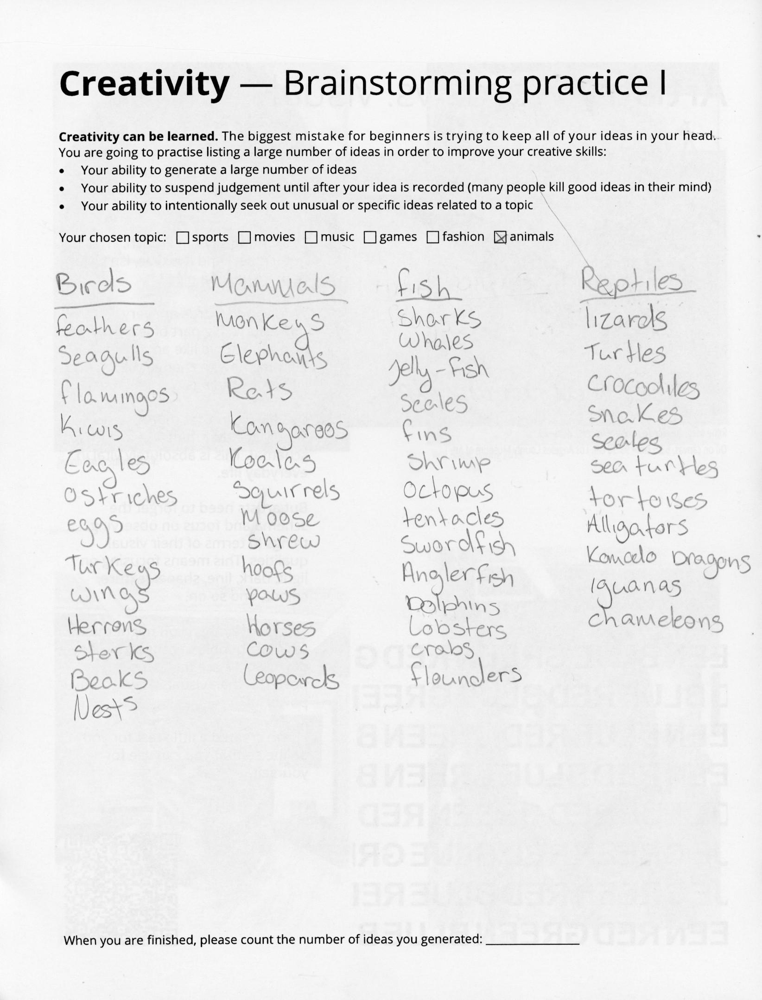 Creativity — Brainstorming practice I
Creativity can be learned. The biggest mistake for beginners is trying to keep all of your ideas in your head.
You are going to practise listing a large number of ideas in order to improve your creative skills:
• Your ability to generate a large number of ideas
• Your ability to suspend judgement until after your idea is recorded (many people kill good ideas in their mind)
• Your ability to intentionally seek out unusual or specific ideas related to a topic
Your chosen topic: ☐ sports ☐ movies ☐ music ☐ games ☐ fashion ☒ animals
Birds
feathers
Seagulls
flamingos
Kiwis
Eagles
Ostriches
eggs
Turkeys
wings
Herrons
storks
Beaks
Nests
Mammals
Monkeys
Elephants
Rats
Kangaroos
Koalas
Squirrels
Moose
shrew
hoofs
paws
Horses
cows
Leopards
fish
Sharks
Whales
Jelly-fish
Scales
fins
Shrimp
Octopus
tentacles
Swordfish
Anglerfish
Dolphins
Lobsters
crabs
flounders
Reptiles
lizards
Turtles
crocodiles
snakes
scales
sea turtles
tortoises
Alligators
Komodo Dragons
iguanas
chameleons
When you are finished, please count the number of ideas you generated: ______________